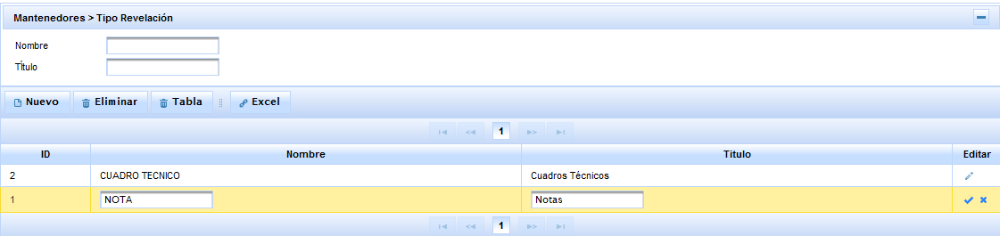 Mantenedores > Tipo Revelación
Nombre
Título
Nuevo Eliminar Tabla Excel
1
ID Nombre Titulo Editar
2 CUADRO TECNICO Cuadros Técnicos
1 NOTA Notas
1